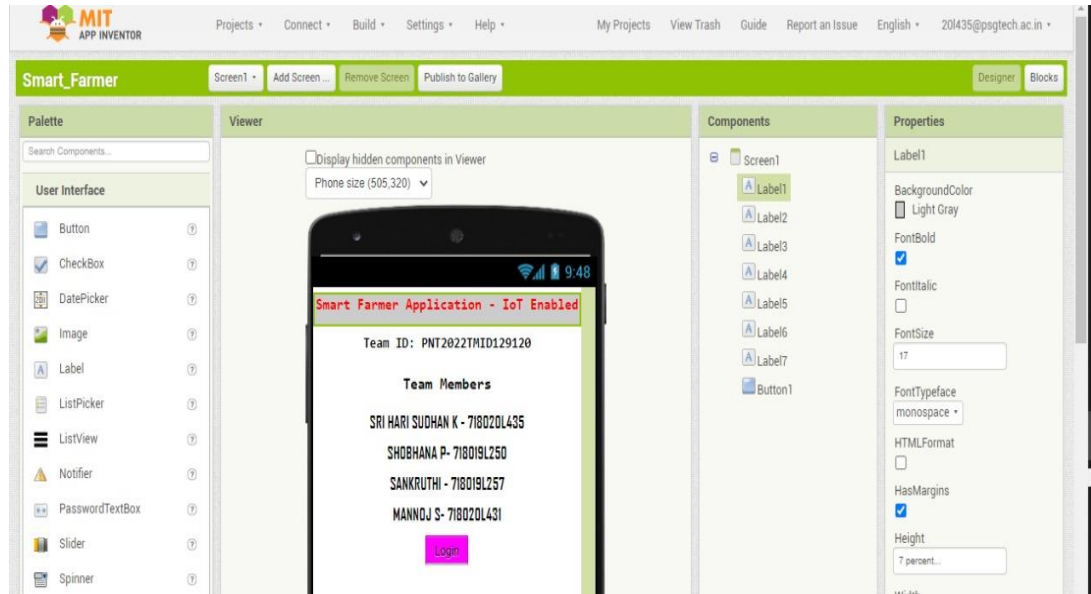 MIT
APP INVENTOR
Projects Connect Build Settings Help My Projects View Trash Guide Report an Issue English 20l435@psgtech.ac.in
Smart_Farmer Screen1 Add Screen ... Remove Screen Publish to Gallery Designer Blocks
Palette
Search Components...
User Interface
Button
CheckBox
DatePicker
Image
Label
ListPicker
ListView
Notifier
PasswordTextBox
Slider
Spinner
Viewer
Display hidden components in Viewer
Phone size (505,320)
9:48
Smart Farmer Application - IoT Enabled
Team ID: PNT2022TMID129120
Team Members
SRI HARI SUDHAN K - 718020L435
SHOBHANA P- 718019L250
SANKRUTHI - 718019L257
MANNOJ S- 718020L431
Login
Components
Screen1
Label1
Label2
Label3
Label4
Label5
Label6
Label7
Button1
Properties
Label1
BackgroundColor
Light Gray
FontBold
FontItalic
FontSize
17
FontTypeface
monospace
HTMLFormat
HasMargins
Height
7 percent...